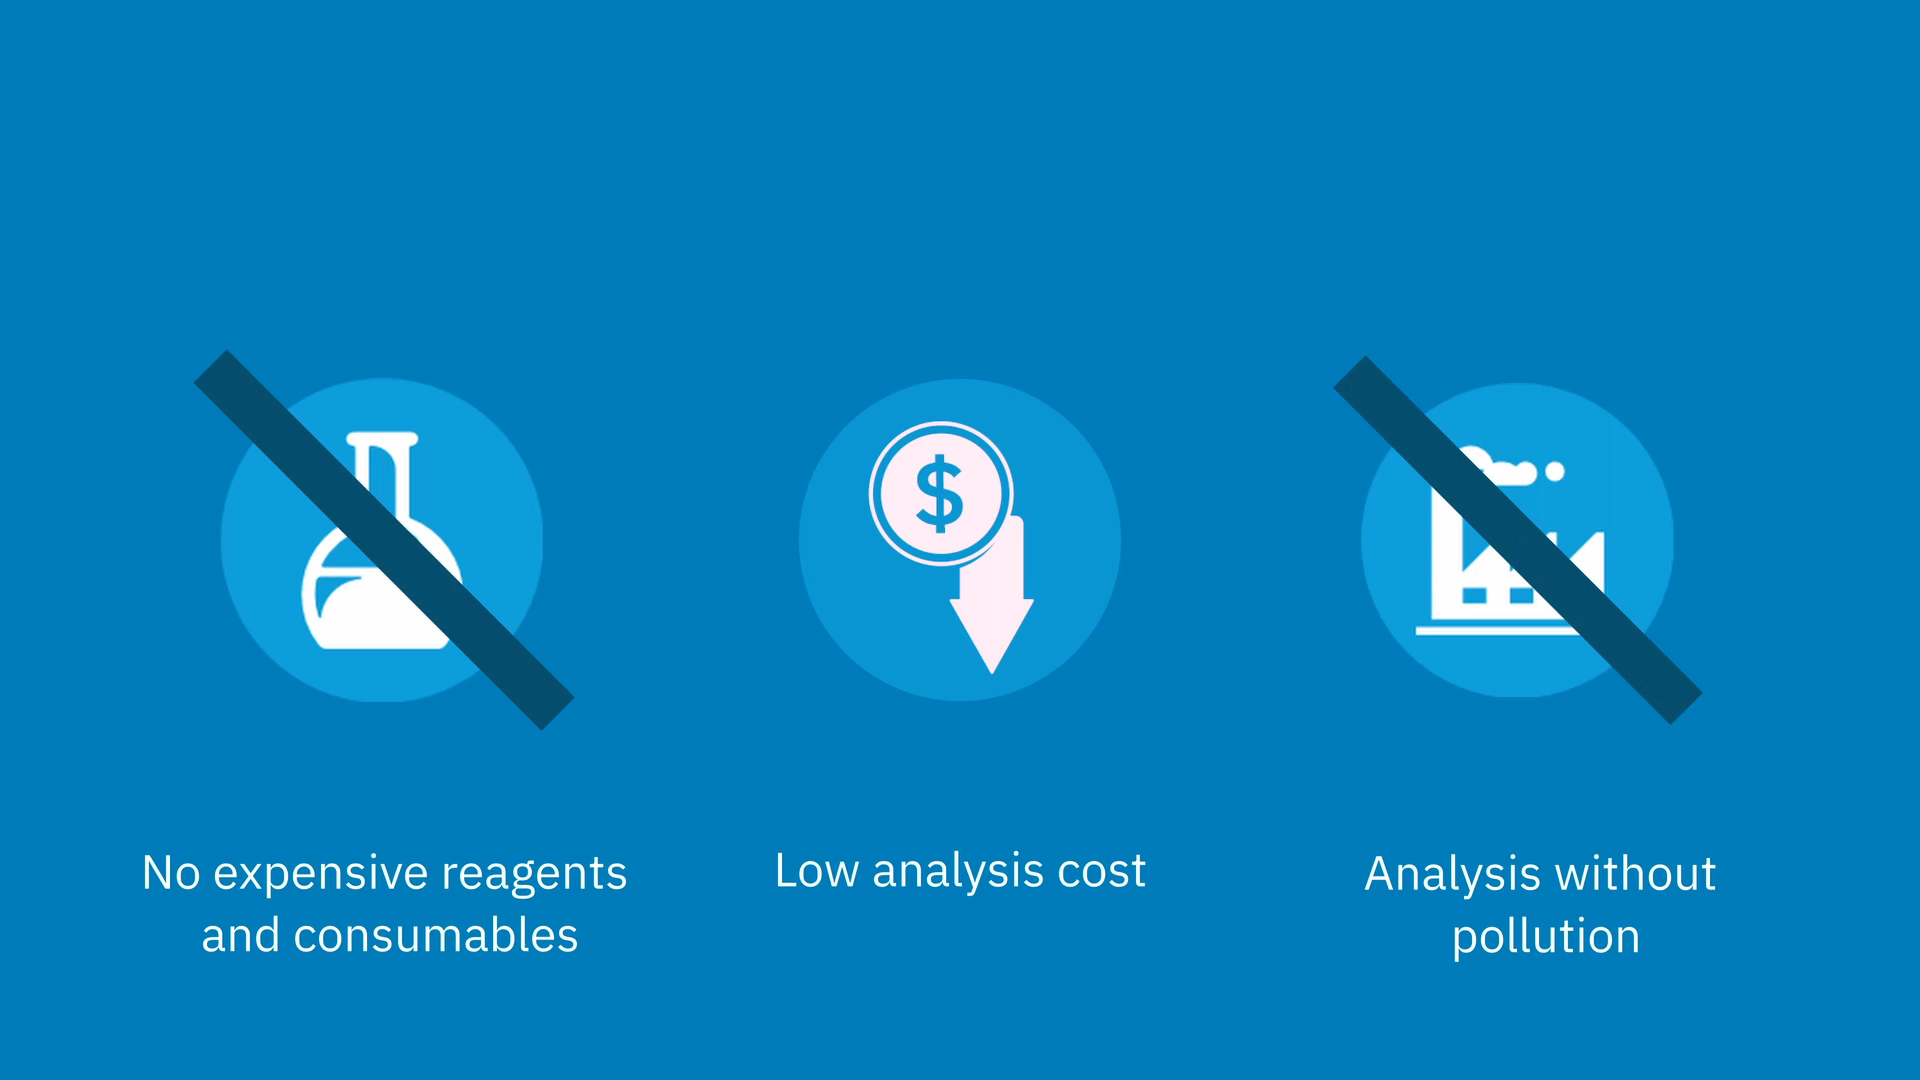 $
No expensive reagents
and consumables
Low analysis cost
Analysis without
pollution